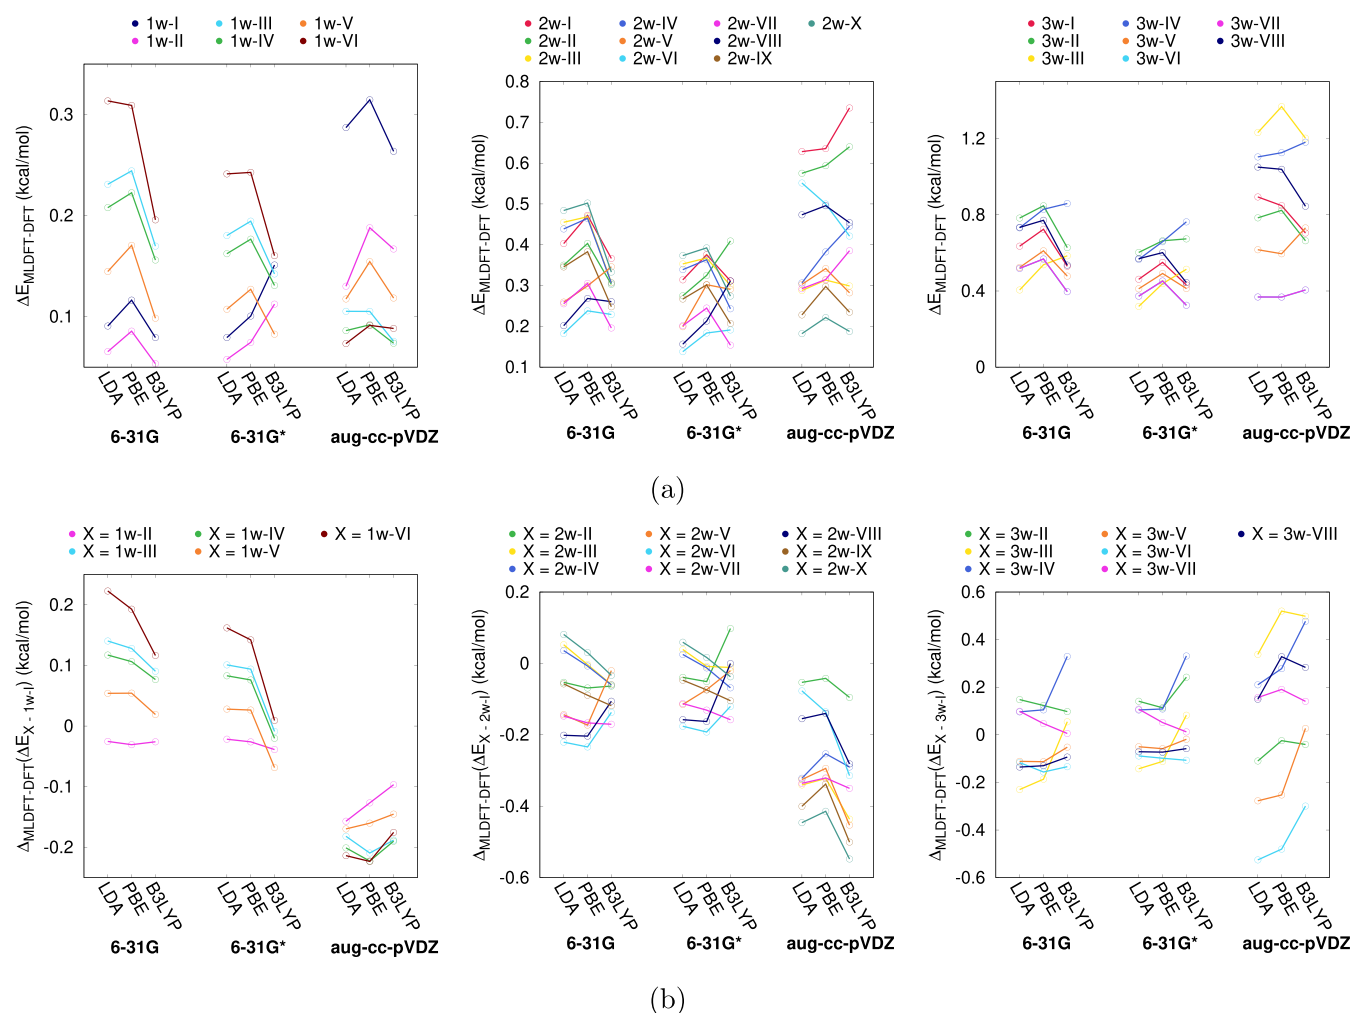 1w-I 1w-III 1w-V
1w-II 1w-IV 1w-VI
2w-I 2w-IV 2w-VII 2w-X
2w-II 2w-V 2w-VIII
2w-III 2w-VI 2w-IX
3w-I 3w-IV 3w-VII
3w-II 3w-V 3w-VIII
3w-III 3w-VI
ΔE_MLDFT-DFT (kcal/mol)
0.3
0.2
0.1
LDA PBE B3LYP LDA PBE B3LYP LDA PBE B3LYP
6-31G 6-31G* aug-cc-pVDZ
ΔE_MLDFT-DFT (kcal/mol)
0.8
0.7
0.6
0.5
0.4
0.3
0.2
0.1
LDA PBE B3LYP LDA PBE B3LYP LDA PBE B3LYP
6-31G 6-31G* aug-cc-pVDZ
ΔE_MLDFT-DFT (kcal/mol)
1.2
0.8
0.4
0
LDA PBE B3LYP LDA PBE B3LYP LDA PBE B3LYP
6-31G 6-31G* aug-cc-pVDZ
(a)
X = 1w-II X = 1w-IV X = 1w-VI
X = 1w-III X = 1w-V
X = 2w-II X = 2w-V X = 2w-VIII
X = 2w-III X = 2w-VI X = 2w-IX
X = 2w-IV X = 2w-VII X = 2w-X
X = 3w-II X = 3w-V X = 3w-VIII
X = 3w-III X = 3w-VI
X = 3w-IV X = 3w-VII
Δ_MLDFT-DFT(ΔE_X - 1w-I) (kcal/mol)
0.2
0.1
0
-0.1
-0.2
LDA PBE B3LYP LDA PBE B3LYP LDA PBE B3LYP
6-31G 6-31G* aug-cc-pVDZ
Δ_MLDFT-DFT(ΔE_X - 2w-I) (kcal/mol)
0.2
0
-0.2
-0.4
-0.6
LDA PBE B3LYP LDA PBE B3LYP LDA PBE B3LYP
6-31G 6-31G* aug-cc-pVDZ
Δ_MLDFT-DFT(ΔE_X - 3w-I) (kcal/mol)
0.6
0.4
0.2
0
-0.2
-0.4
-0.6
LDA PBE B3LYP LDA PBE B3LYP LDA PBE B3LYP
6-31G 6-31G* aug-cc-pVDZ
(b)